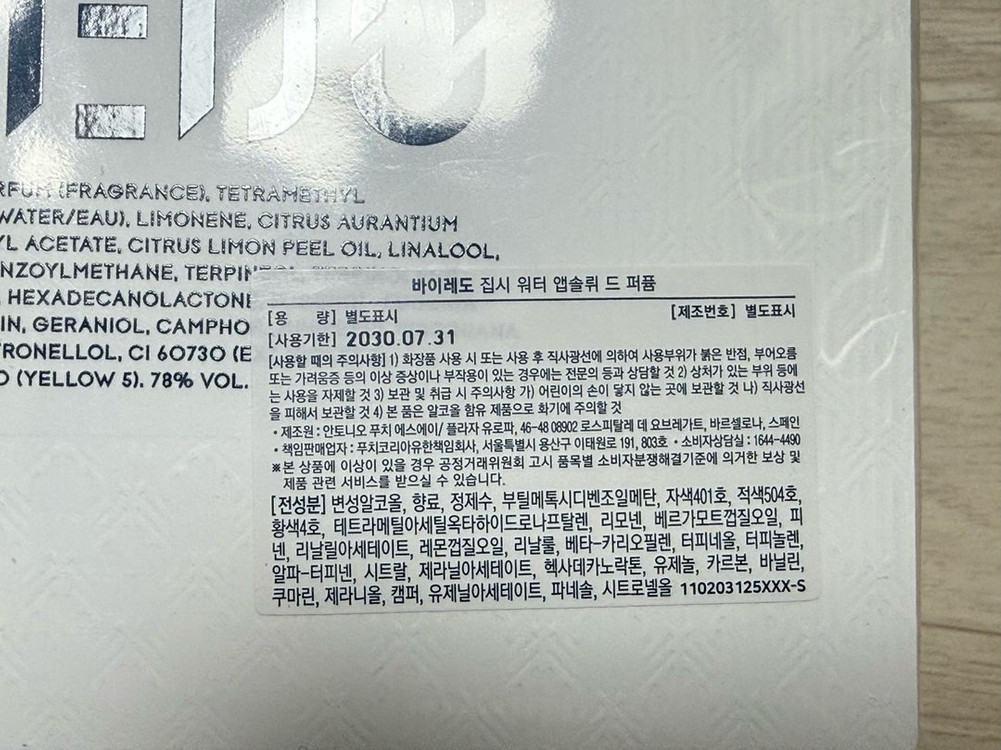 (FRAGRANCE), TETRAMETHYL
WATER/EAU), LIMONENE, CITRUS AURANTIUM
YL ACETATE, CITRUS LIMON PEEL OIL, LINALOOL,
NZOYLMETHANE, TERPIN
HEXADECANOLACTONE
IN, GERANIOL, CAMPHO
RONELLOL, CI 60730 (E
(YELLOW 5). 78% VOL.
바이레도 집시 워터 앱솔뤼 드 퍼퓸
[용 량] 별도표시 [제조번호] 별도표시
[사용기한] 2030.07.31
[사용할 때의 주의사항] 1) 화장품 사용 시 또는 사용 후 직사광선에 의하여 사용부위가 붉은 반점, 부어오름
또는 가려움증 등의 이상 증상이나 부작용이 있는 경우에는 전문의 등과 상담할 것 2) 상처가 있는 부위 등에
는 사용을 자제할 것 3) 보관 및 취급 시 주의사항 가) 어린이의 손이 닿지 않는 곳에 보관할 것 나) 직사광선
을 피해서 보관할 것 4) 본 품은 알코올 함유 제품으로 화기에 주의할 것
• 제조원 : 안토니오 푸치 에스에이/ 플라자 유로파, 46-48 08902 로스피탈레 데 요브레가트, 바르셀로나, 스페인
• 책임판매업자 : 푸치코리아유한책임회사, 서울특별시 용산구 이태원로 191, 803호 • 소비자상담실 : 1644-4490
※본 상품에 이상이 있을 경우 공정거래위원회 고시 품목별 소비자분쟁해결기준에 의거한 보상 및
제품 관련 서비스를 받으실 수 있습니다.
[전성분] 변성알코올, 향료, 정제수, 부틸메톡시디벤조일메탄, 자색401호, 적색504호,
황색4호, 테트라메틸아세틸옥타하이드로나프탈렌, 리모넨, 베르가모트껍질오일, 피
넨, 리날릴아세테이트, 레몬껍질오일, 리날룰, 베타-카리오필렌, 터피네올, 터피놀렌,
알파-터피넨, 시트랄, 제라닐아세테이트, 헥사데카노락톤, 유제놀, 카르본, 바닐린,
쿠마린, 제라니올, 캠퍼, 유제닐아세테이트, 파네솔, 시트로넬올 110203125XXX-S